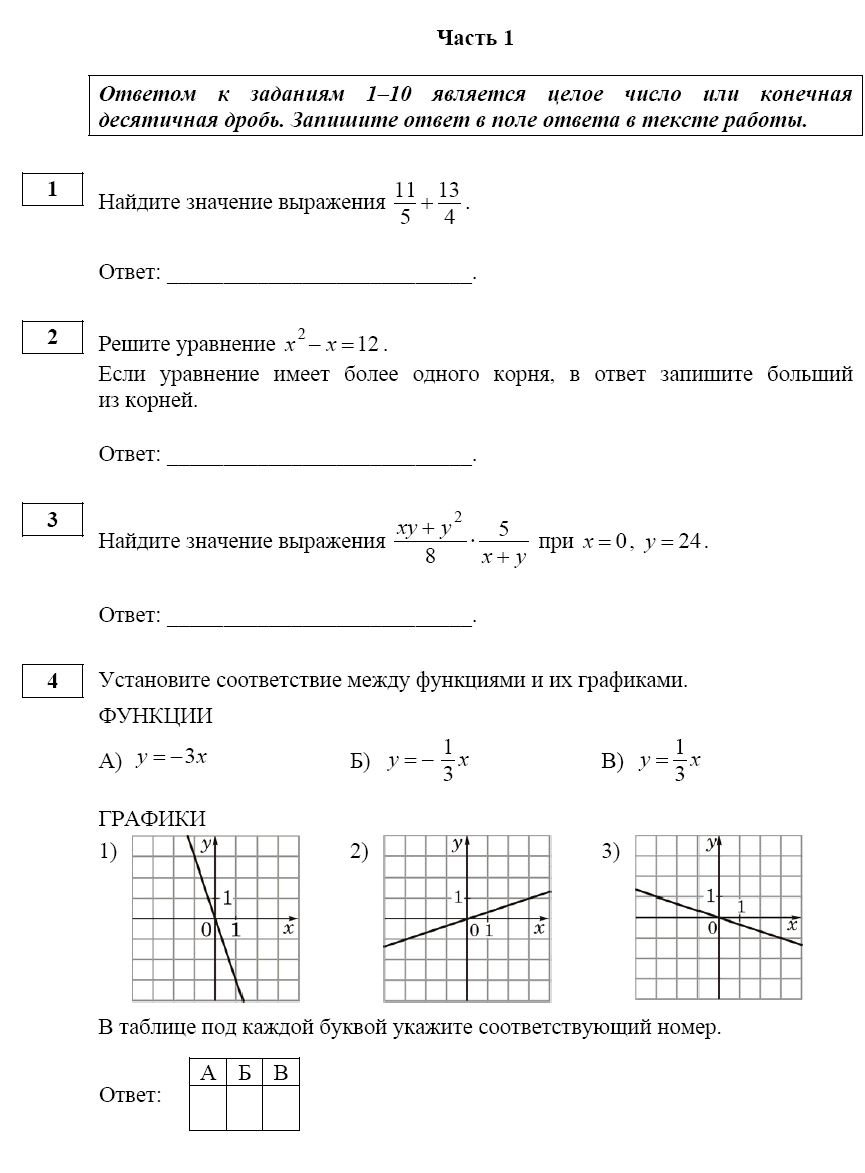 Часть 1
Ответом к заданиям 1–10 является целое число или конечная
десятичная дробь. Запишите ответ в поле ответа в тексте работы.
1
Найдите значение выражения 11/5 + 13/4.
Ответ: ___________________________.
2
Решите уравнение x² – x = 12.
Если уравнение имеет более одного корня, в ответ запишите больший
из корней.
Ответ: ___________________________.
3
Найдите значение выражения (xy + y²)/8 · 5/(x + y) при x = 0, y = 24.
Ответ: ___________________________.
4
Установите соответствие между функциями и их графиками.
ФУНКЦИИ
А) y = –3x Б) y = – 1/3 x В) y = 1/3 x
ГРАФИКИ
1) y 1 0 1 x
2) y 1 0 1 x
3) y 1 1 0 x
В таблице под каждой буквой укажите соответствующий номер.
А Б В
Ответ: